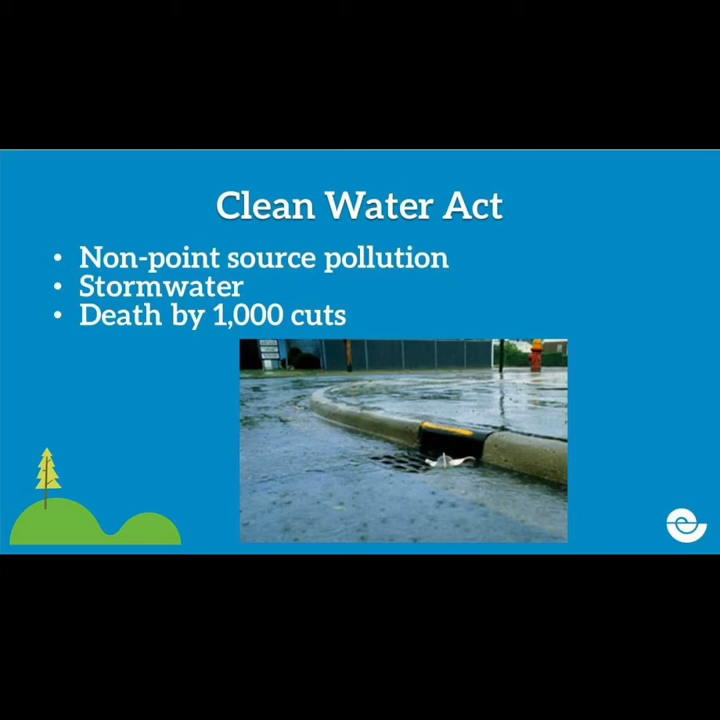 Clean Water Act
• Non-point source pollution
• Stormwater
• Death by 1,000 cuts